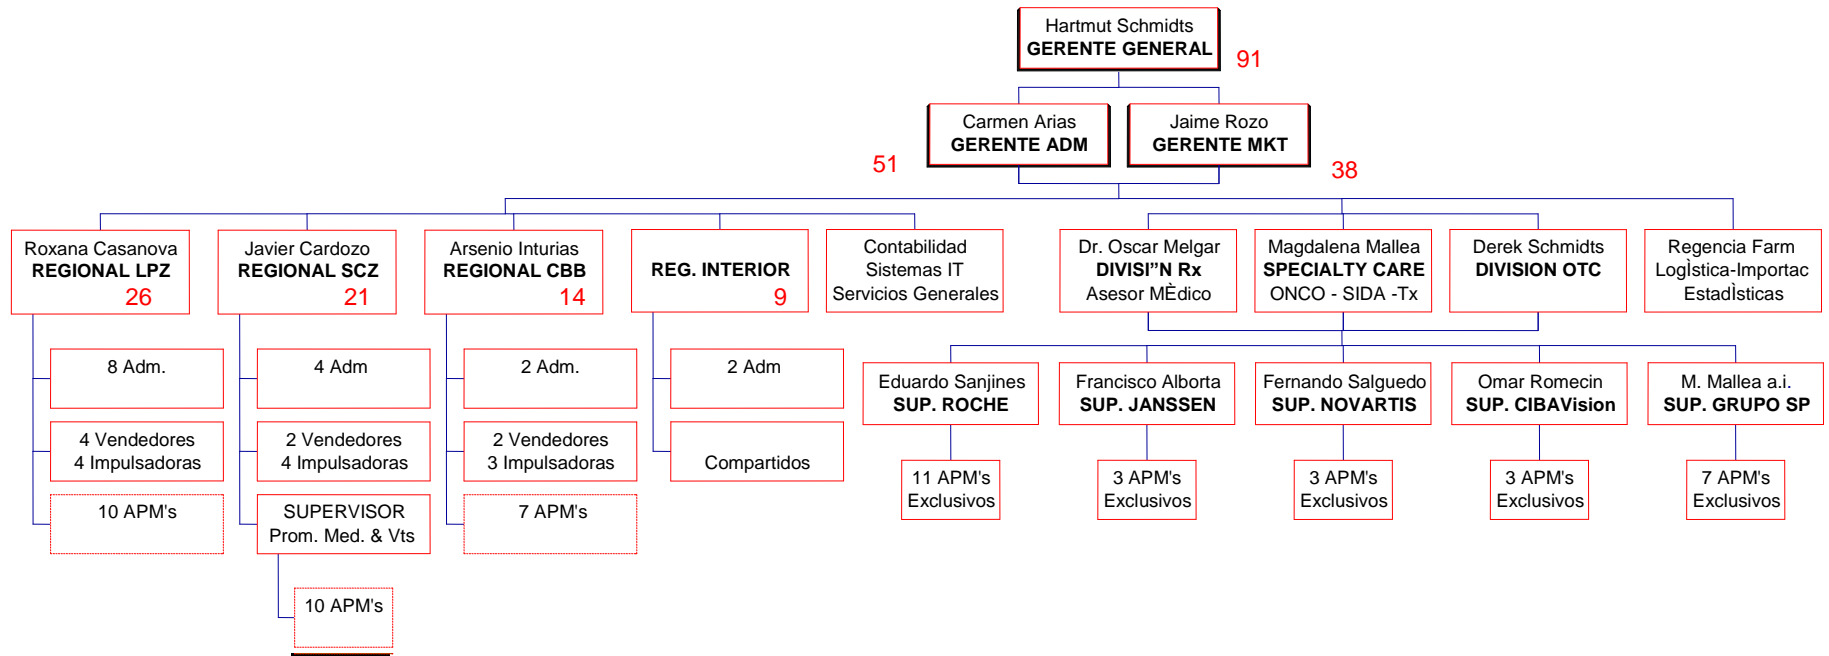 Hartmut Schmidts
GERENTE GENERAL
91
Carmen Arias
GERENTE ADM
51
Jaime Rozo
GERENTE MKT
38
Roxana Casanova
REGIONAL LPZ
26
Javier Cardozo
REGIONAL SCZ
21
Arsenio Inturias
REGIONAL CBB
14
REG. INTERIOR
9
Contabilidad
Sistemas IT
Servicios Generales
Dr. Oscar Melgar
DIVISI"N Rx
Asesor MÈdico
Magdalena Mallea
SPECIALTY CARE
ONCO - SIDA -Tx
Derek Schmidts
DIVISION OTC
Regencia Farm
LogÌstica-Importac
EstadÌsticas
8 Adm.
4 Adm
2 Adm.
2 Adm
Eduardo Sanjines
SUP. ROCHE
Francisco Alborta
SUP. JANSSEN
Fernando Salguedo
SUP. NOVARTIS
Omar Romecin
SUP. CIBAVision
M. Mallea a.i.
SUP. GRUPO SP
4 Vendedores
4 Impulsadoras
2 Vendedores
4 Impulsadoras
2 Vendedores
3 Impulsadoras
Compartidos
11 APM's
Exclusivos
3 APM's
Exclusivos
3 APM's
Exclusivos
3 APM's
Exclusivos
7 APM's
Exclusivos
10 APM's
SUPERVISOR
Prom. Med. & Vts
7 APM's
10 APM's